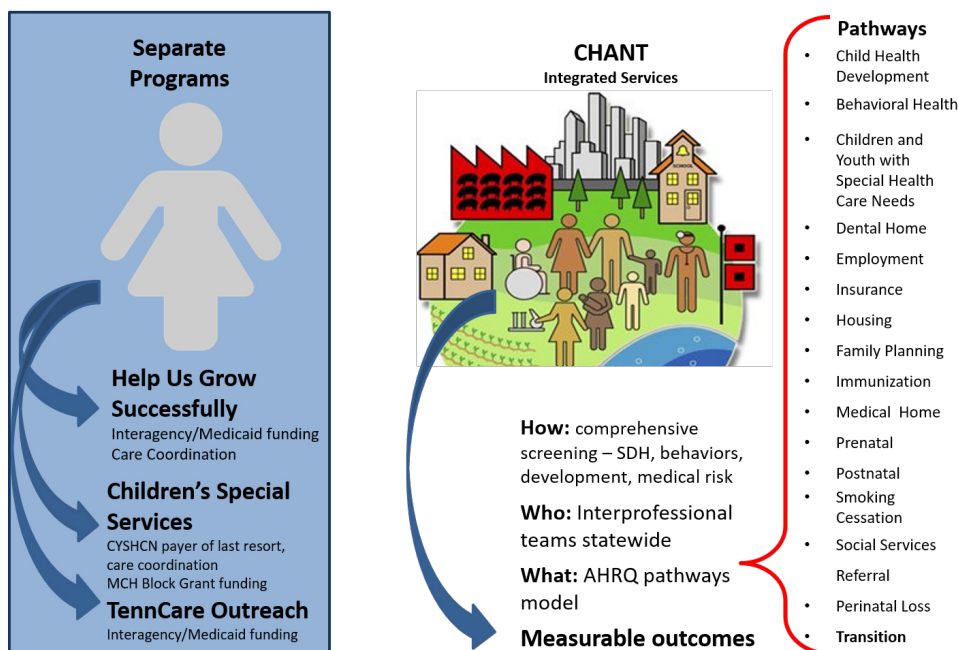 Separate
Programs
Help Us Grow
Successfully
Interagency/Medicaid funding
Care Coordination
Children's Special
Services
CYSHCN payer of last resort,
care coordination
MCH Block Grant funding
TennCare Outreach
Interagency/Medicaid funding
CHANT
Integrated Services
SCHOOL
How: comprehensive
screening – SDH, behaviors,
development, medical risk
Who: Interprofessional
teams statewide
What: AHRQ pathways
model
Measurable outcomes
Pathways
• Child Health
Development
• Behavioral Health
• Children and
Youth with
Special Health
Care Needs
• Dental Home
• Employment
• Insurance
• Housing
• Family Planning
• Immunization
• Medical Home
• Prenatal
• Postnatal
• Smoking
Cessation
• Social Services
Referral
• Perinatal Loss
• Transition